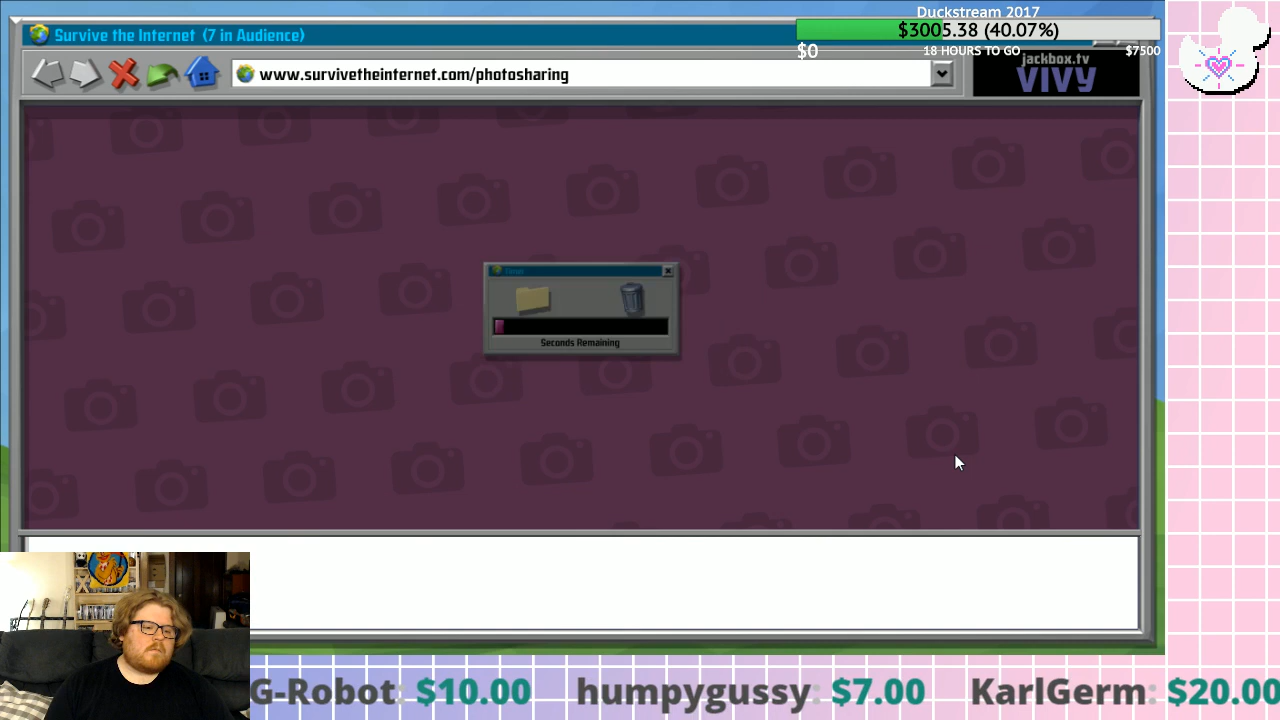 Duckstream 2017
Survive the Internet (7 in Audience)
$3005.38 (40.07%)
$0
18 HOURS TO GO
$7500
www.survivetheinternet.com/photosharing
jackbox.tv
VIVY
Seconds Remaining
G-Robot: $10.00 humpygussy: $7.00 KarlGerm: $20.00